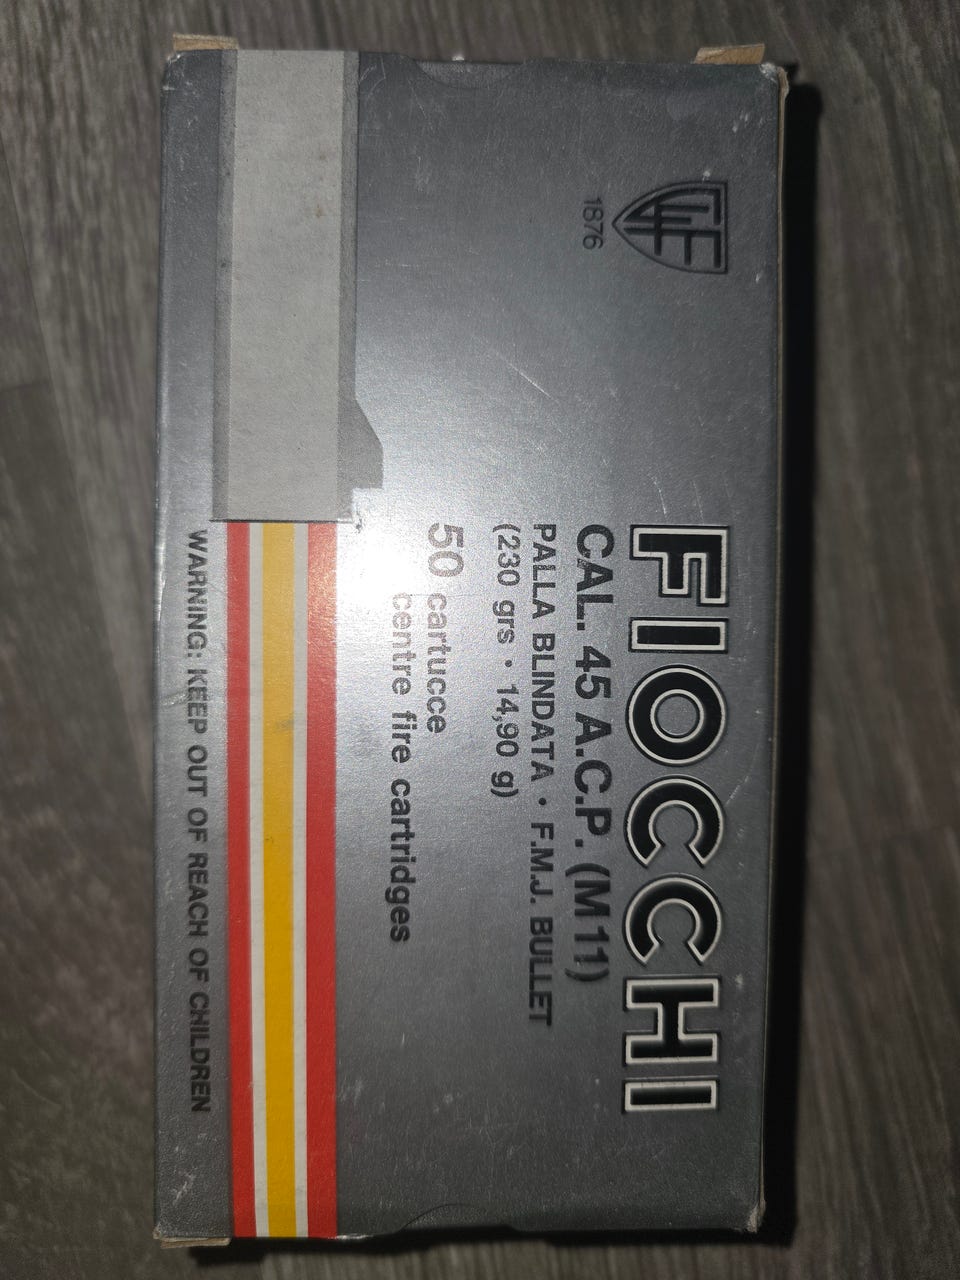 GFL
1876
FIOCCHI
CAL. 45 A.C.P. (M11)
PALLA BLINDATA • F.M.J. BULLET
(230 grs • 14,90 g)
50 cartucce
centre fire cartridges
WARNING: KEEP OUT OF REACH OF CHILDREN